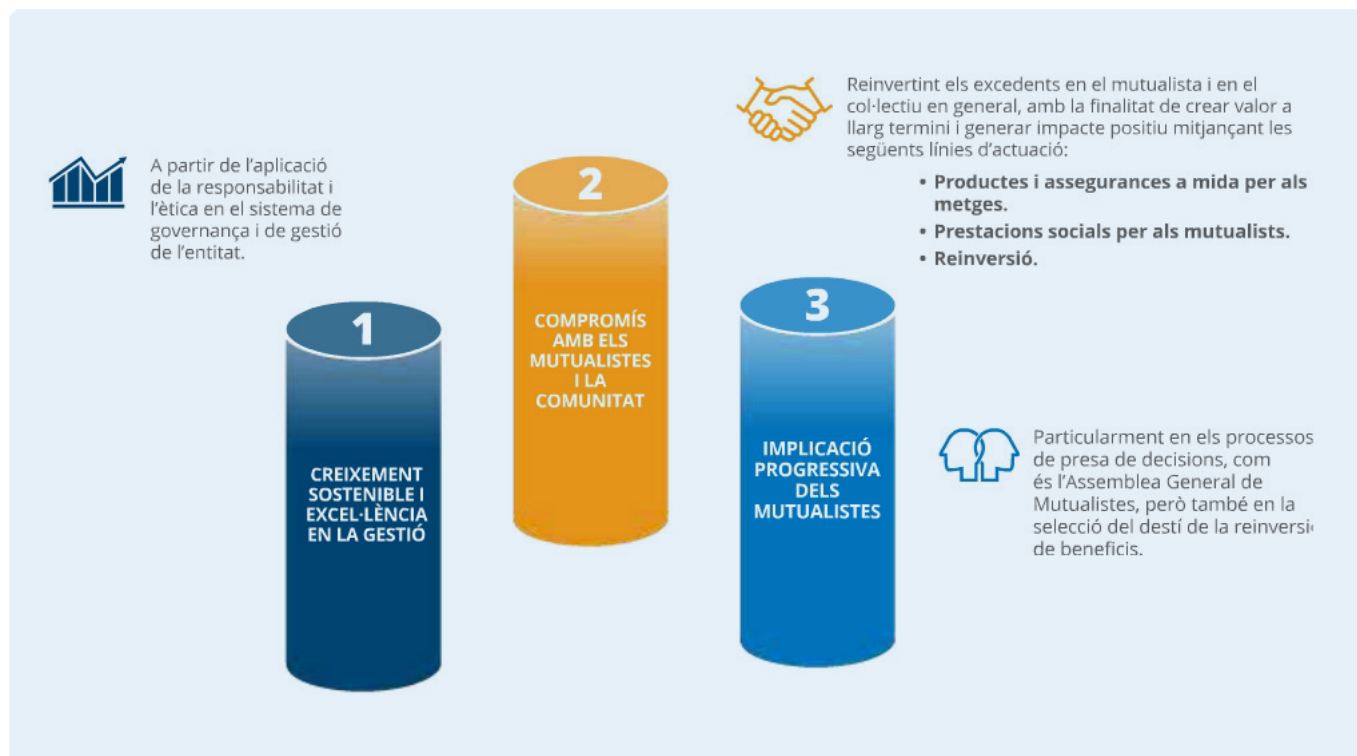 A partir de l'aplicació
de la responsabilitat i
l'ètica en el sistema de
governança i de gestió
de l'entitat.
1
CREIXEMENT
SOSTENIBLE I
EXCEL·LÈNCIA
EN LA GESTIÓ
2
COMPROMÍS
AMB ELS
MUTUALISTES
I LA
COMUNITAT
Reinvertint els excedents en el mutualista i en el
col·lectiu en general, amb la finalitat de crear valor a
llarg termini i generar impacte positiu mitjançant les
següents línies d'actuació:
• Productes i assegurances a mida per als
metges.
• Prestacions socials per als mutualists.
• Reinversió.
3
IMPLICACIÓ
PROGRESSIVA
DELS
MUTUALISTES
Particularment en els processos
de presa de decisions, com
és l'Assemblea General de
Mutualistes, però també en la
selecció del destí de la reinversi
de beneficis.